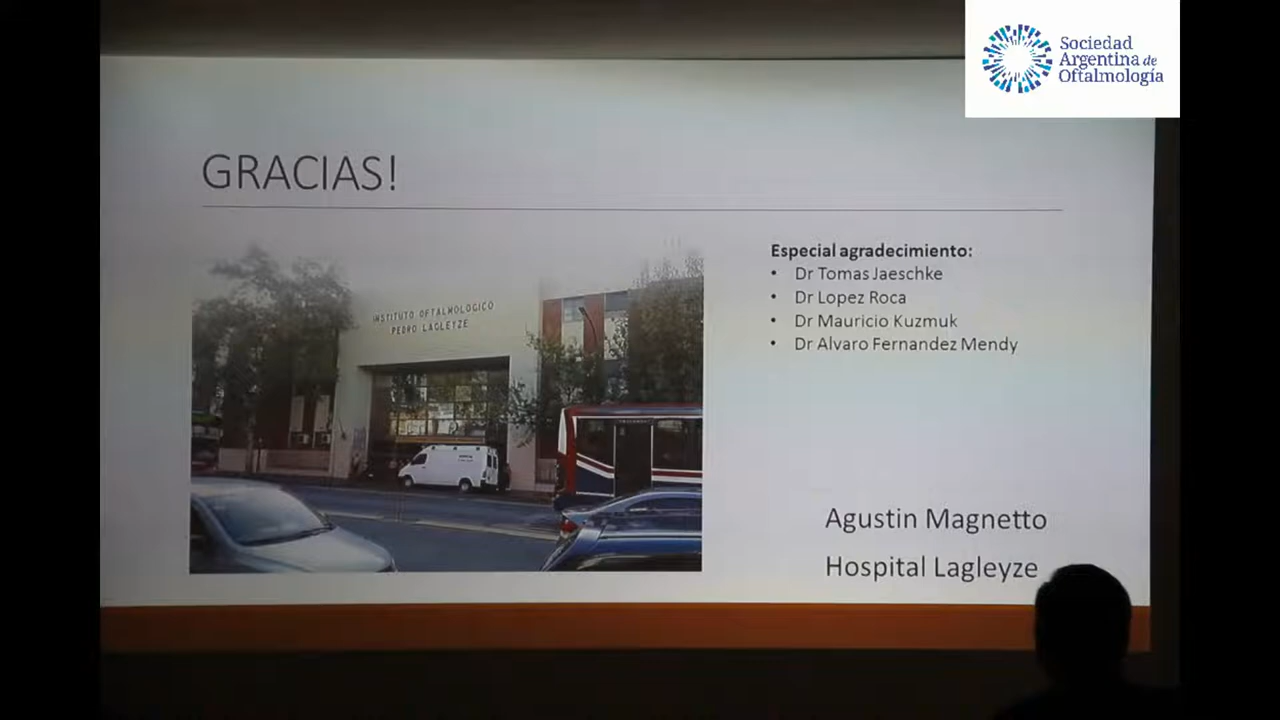 Sociedad
Argentina de
Oftalmología
GRACIAS!
INSTITUTO OFTALMOLOGICO
PEDRO LAGLEYZE
Especial agradecimiento:
• Dr Tomas Jaeschke
• Dr Lopez Roca
• Dr Mauricio Kuzmuk
• Dr Alvaro Fernandez Mendy
Agustin Magnetto
Hospital Lagleyze